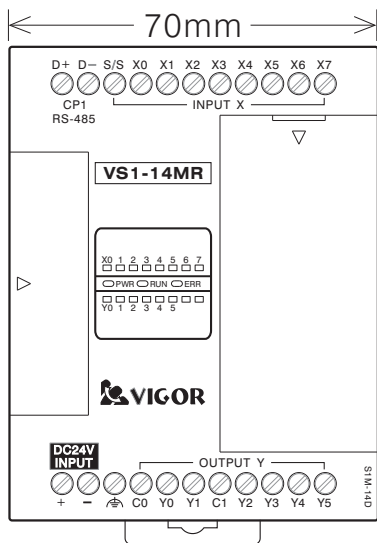 70mm
D+ D− S/S X0 X1 X2 X3 X4 X5 X6 X7
CP1
RS-485
INPUT X
VS1-14MR
X0 1 2 3 4 5 6 7
PWR RUN ERR
Y0 1 2 3 4 5
VIGOR
DC24V
INPUT
OUTPUT Y
+ − C0 Y0 Y1 C1 Y2 Y3 Y4 Y5
S1M-14D